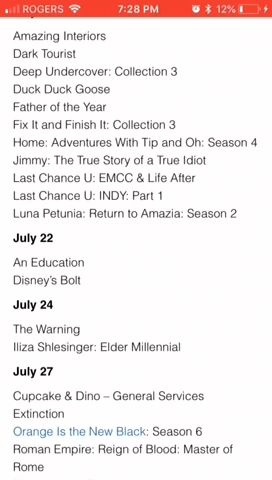 ROGERS 7:28 PM 12%
Amazing Interiors
Dark Tourist
Deep Undercover: Collection 3
Duck Duck Goose
Father of the Year
Fix It and Finish It: Collection 3
Home: Adventures With Tip and Oh: Season 4
Jimmy: The True Story of a True Idiot
Last Chance U: EMCC & Life After
Last Chance U: INDY: Part 1
Luna Petunia: Return to Amazia: Season 2
July 22
An Education
Disney's Bolt
July 24
The Warning
Iliza Shlesinger: Elder Millennial
July 27
Cupcake & Dino – General Services
Extinction
Orange Is the New Black: Season 6
Roman Empire: Reign of Blood: Master of
Rome